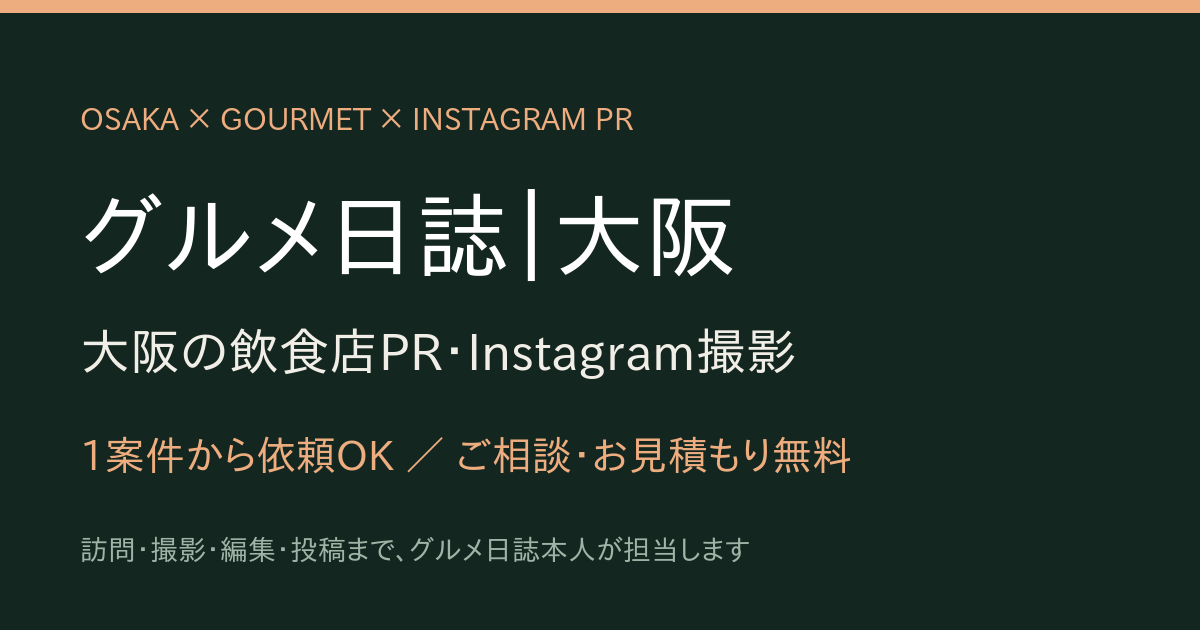 OSAKA × GOURMET × INSTAGRAM PR
グルメ日誌|大阪
大阪の飲食店PR・Instagram撮影
1案件から依頼OK ／ ご相談・お見積もり無料
訪問・撮影・編集・投稿まで、グルメ日誌本人が担当します